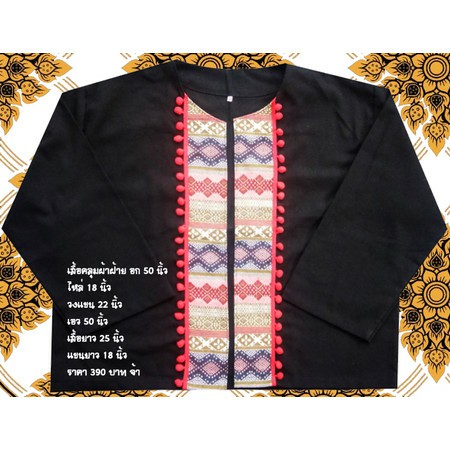 เสื้อคลุมผ้าฝ้าย อก 50 นิ้ว
ไหล่ 18 นิ้ว
วงแขน 22 นิ้ว
เอว 50 นิ้ว
เสื้อยาว 25 นิ้ว
แขนยาว 18 นิ้ว
ราคา 390 บาท จ้า